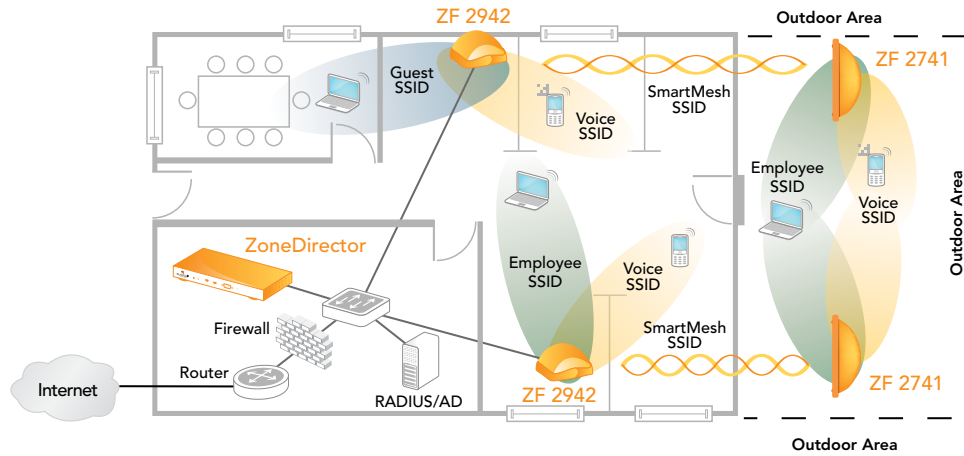 ZF 2942
Outdoor Area
ZF 2741
Guest
SSID
SmartMesh
SSID
Voice
SSID
Employee
SSID
Voice
SSID
Outdoor Area
ZoneDirector
Employee
SSID
Voice
SSID
Firewall
SmartMesh
SSID
Router
Internet
RADIUS/AD
ZF 2942
ZF 2741
Outdoor Area